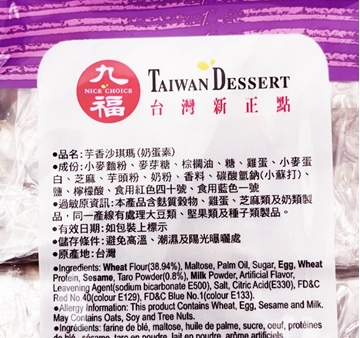 九福
NICE CHOICE
TAIWAN DESSERT
台灣新正點
●品名:芋香沙琪瑪(奶蛋素)
●成份:小麥麵粉、麥芽糖、棕櫚油、糖、雞蛋、小麥蛋
白、芝麻、芋頭粉、奶粉、香料、碳酸氫鈉(小蘇打)、
鹽、檸檬酸、食用紅色四十號、食用藍色一號
●過敏原資訊:本產品含麩質穀物、雞蛋、芝麻類及奶類製
品,同一產線有處理大豆類、堅果類及種子類製品。
●有效日期:如包裝上標示
●儲存條件:避免高溫、潮濕及陽光曝曬處
●原產地:台灣
●Ingredients: Wheat Flour(38.94%), Maltose, Palm Oil, Sugar, Egg, Wheat
Protein, Sesame, Taro Powder(0.8%), Milk Powder, Artificial Flavor,
Leavening Agent(sodium bicarbonate E500), Salt, Citric Acid(E330), FD&C
Red No.40(colour E129), FD&C Blue No.1(colour E133).
●Allergy Information: This product Contains Wheat, Egg, Sesame and Milk.
May Contains Oats, Soy and Tree Nuts.
●Ingrédients: farine de blé, maltose, huile de palme, sucre, oeuf, protéines
de blé, sésame, taro en poudre, lait en poudre, arôme artificiels,